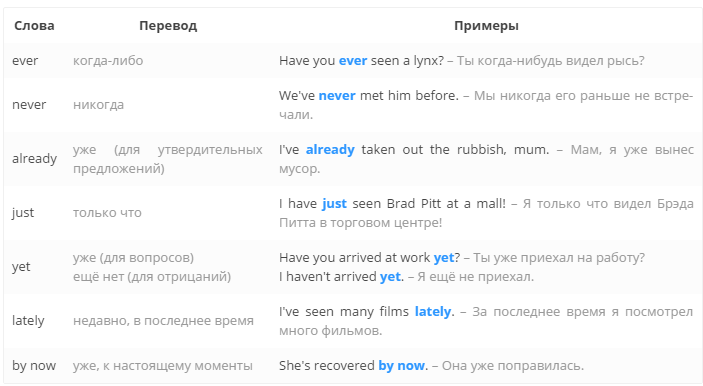 Слова Перевод Примеры
ever когда-либо Have you ever seen a lynx? – Ты когда-нибудь видел рысь?
never никогда We've never met him before. – Мы никогда его раньше не встре-
чали.
already уже (для утвердительных предложений) I've already taken out the rubbish, mum. – Мам, я уже вынес
мусор.
just только что I have just seen Brad Pitt at a mall! – Я только что видел Брэда
Питта в торговом центре!
yet уже (для вопросов) Have you arrived at work yet? – Ты уже приехал на работу?
ещё нет (для отрицаний) I haven't arrived yet. – Я ещё не приехал.
lately недавно, в последнее время I've seen many films lately. – За последнее время я посмотрел
много фильмов.
by now уже, к настоящему моменты She's recovered by now. – Она уже поправилась.